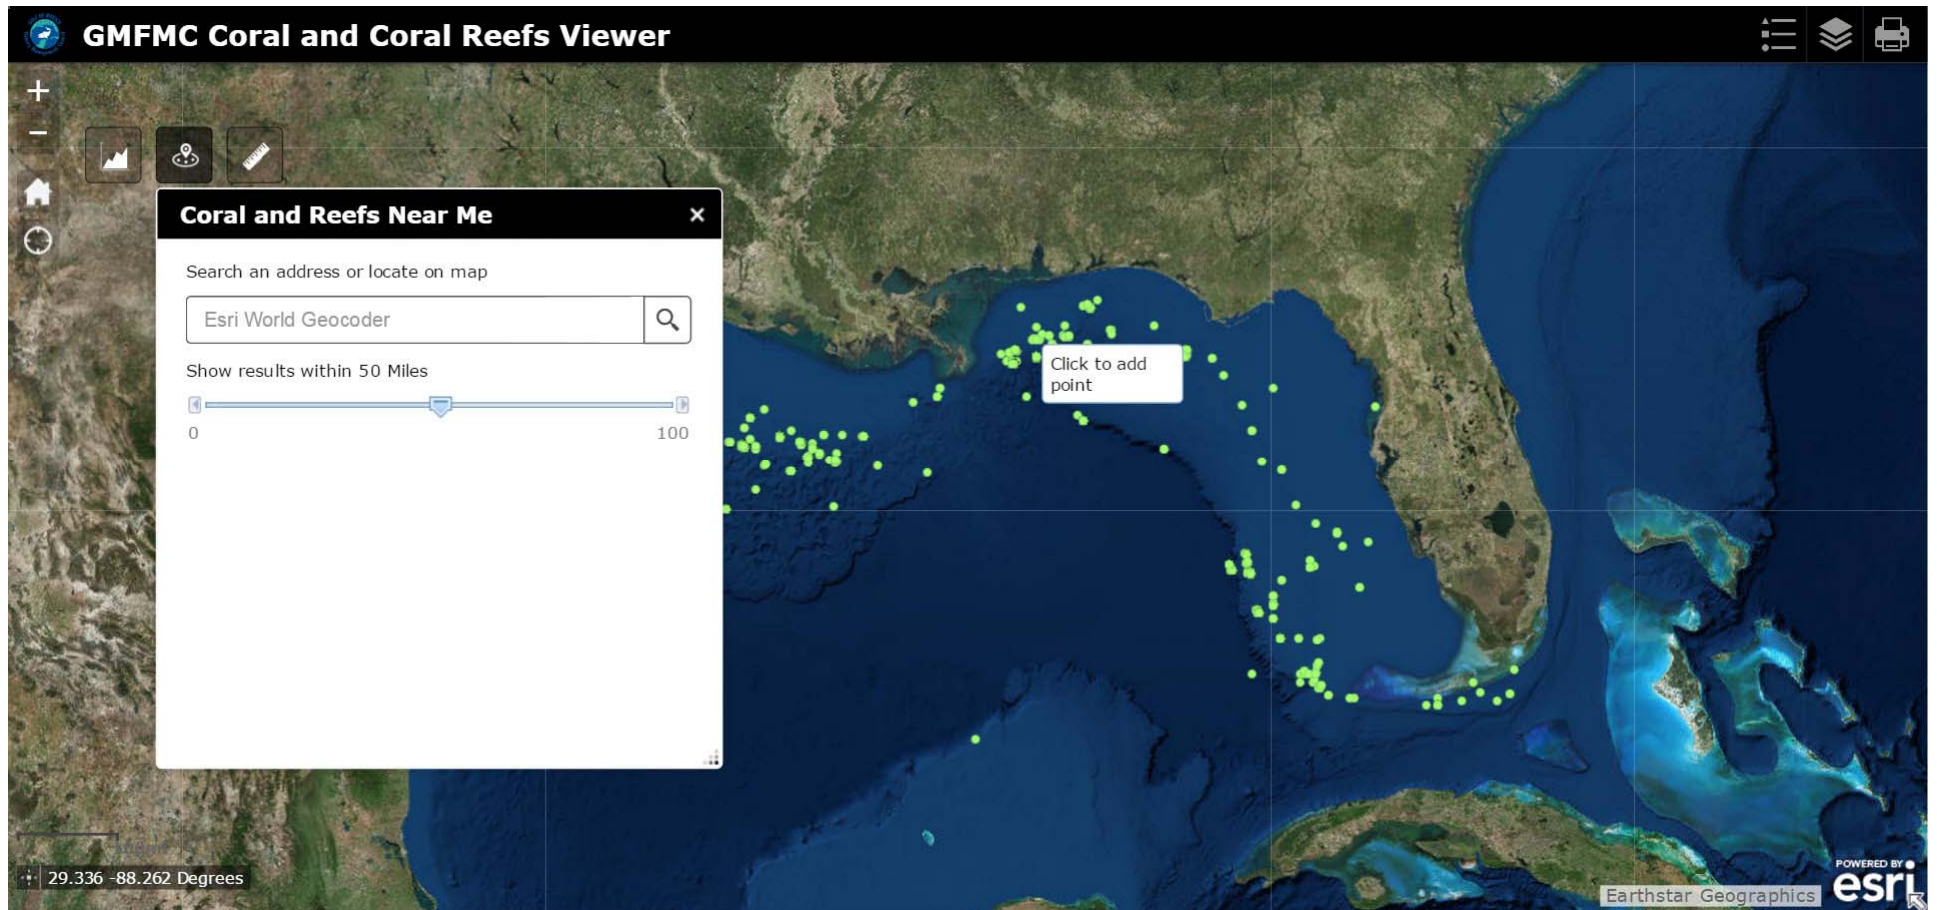 GMFMC Coral and Coral Reefs Viewer
+
−
Coral and Reefs Near Me
×
Search an address or locate on map
Esri World Geocoder
Show results within 50 Miles
0
100
Click to add
point
29.336 -88.262 Degrees
POWERED BY
esri
Earthstar Geographics